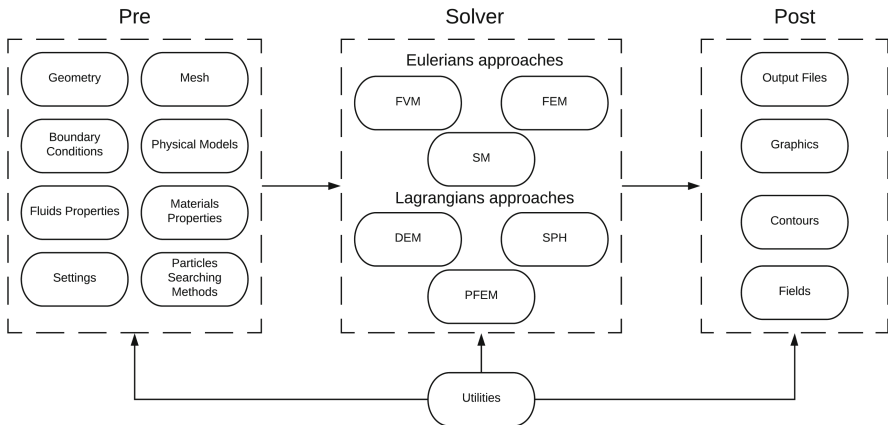 Pre
Solver
Post
Geometry
Mesh
Boundary
Conditions
Physical Models
Fluids Properties
Materials
Properties
Settings
Particles
Searching
Methods
Eulerians approaches
FVM
FEM
SM
Lagrangians approaches
DEM
SPH
PFEM
Output Files
Graphics
Contours
Fields
Utilities